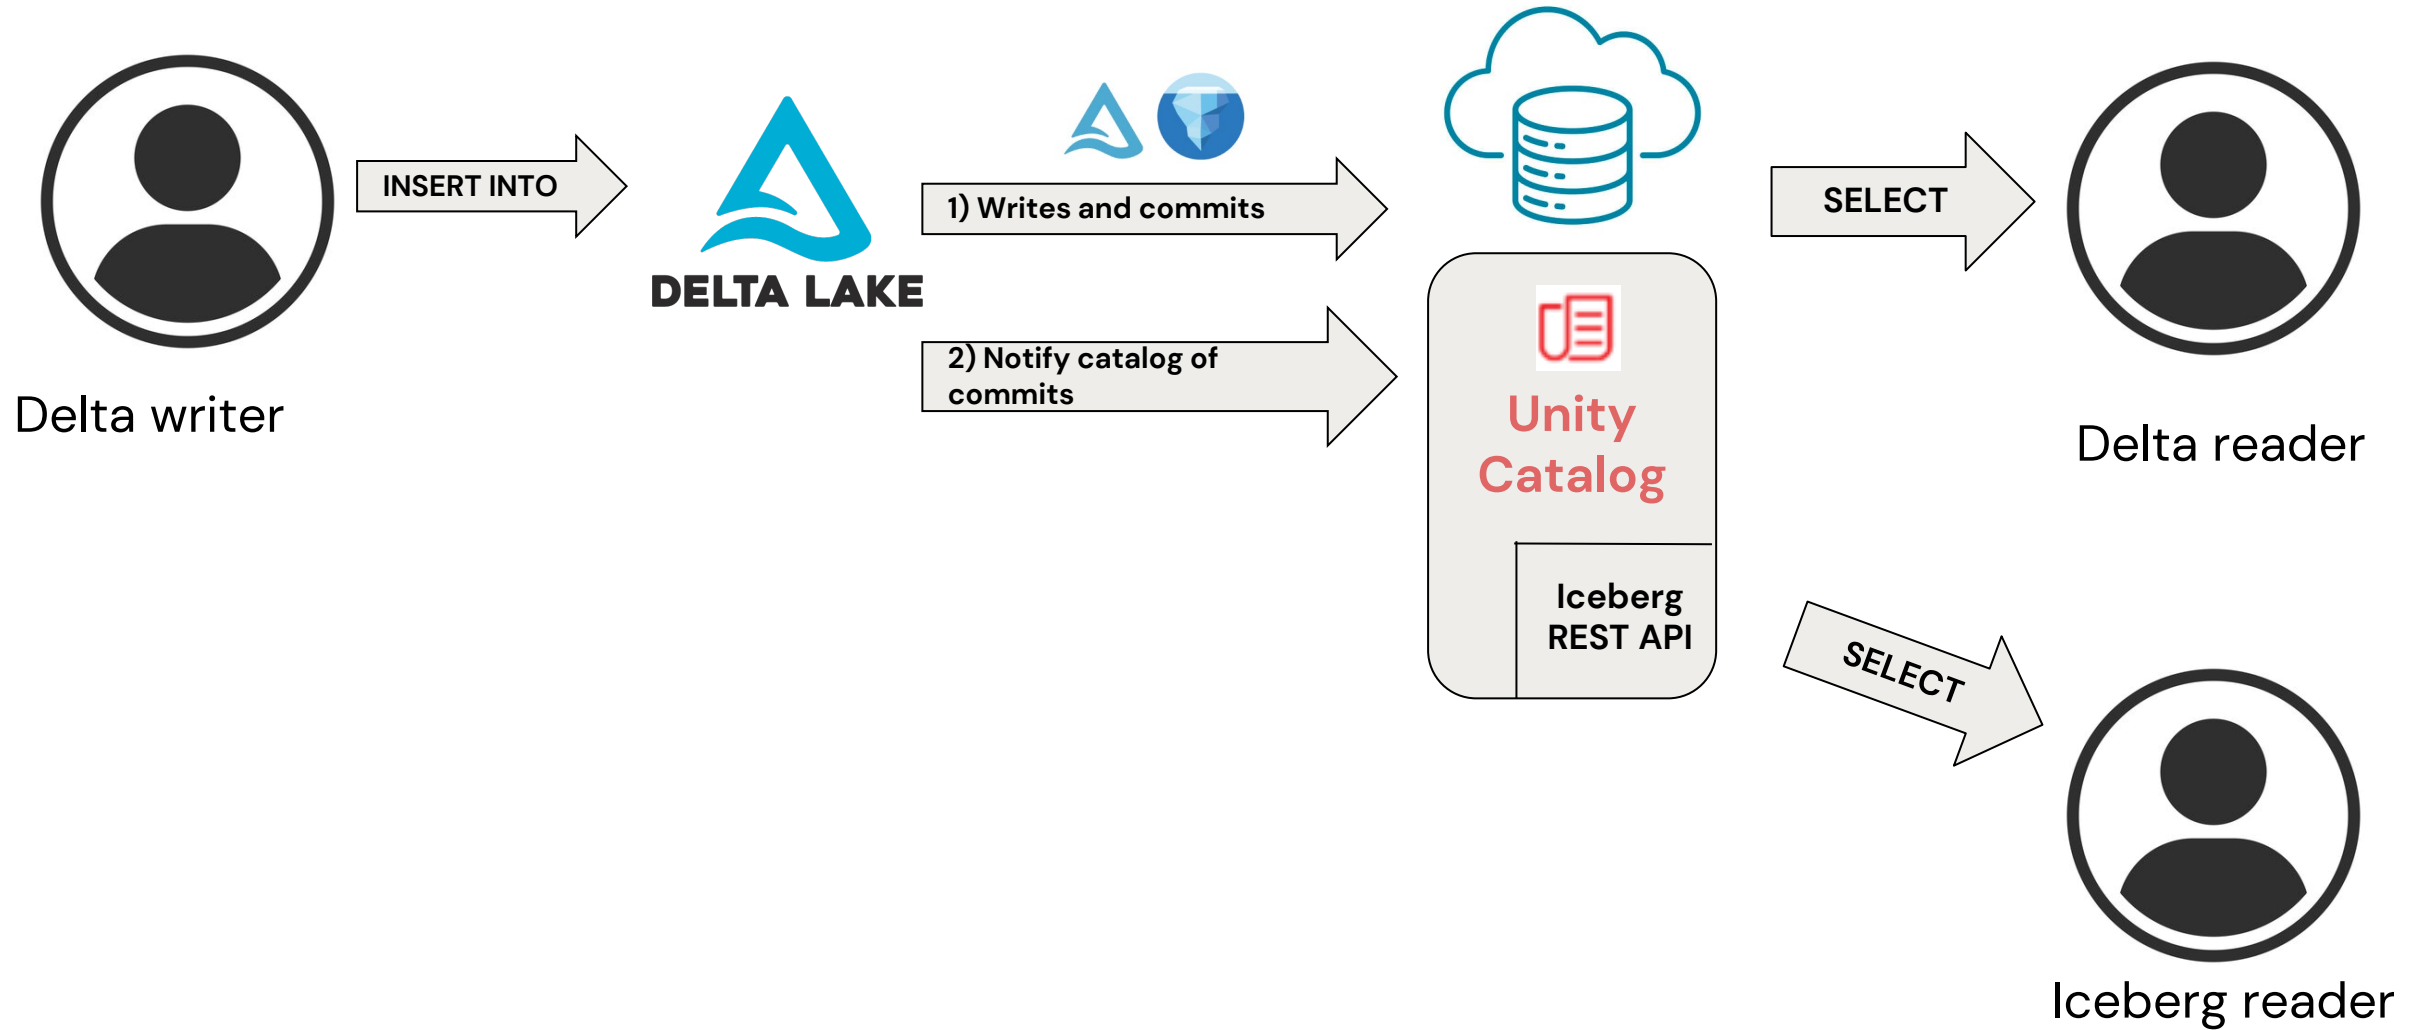 INSERT INTO
Delta writer
DELTA LAKE
1) Writes and commits
2) Notify catalog of
commits
Unity
Catalog
Iceberg
REST API
SELECT
Delta reader
SELECT
Iceberg reader